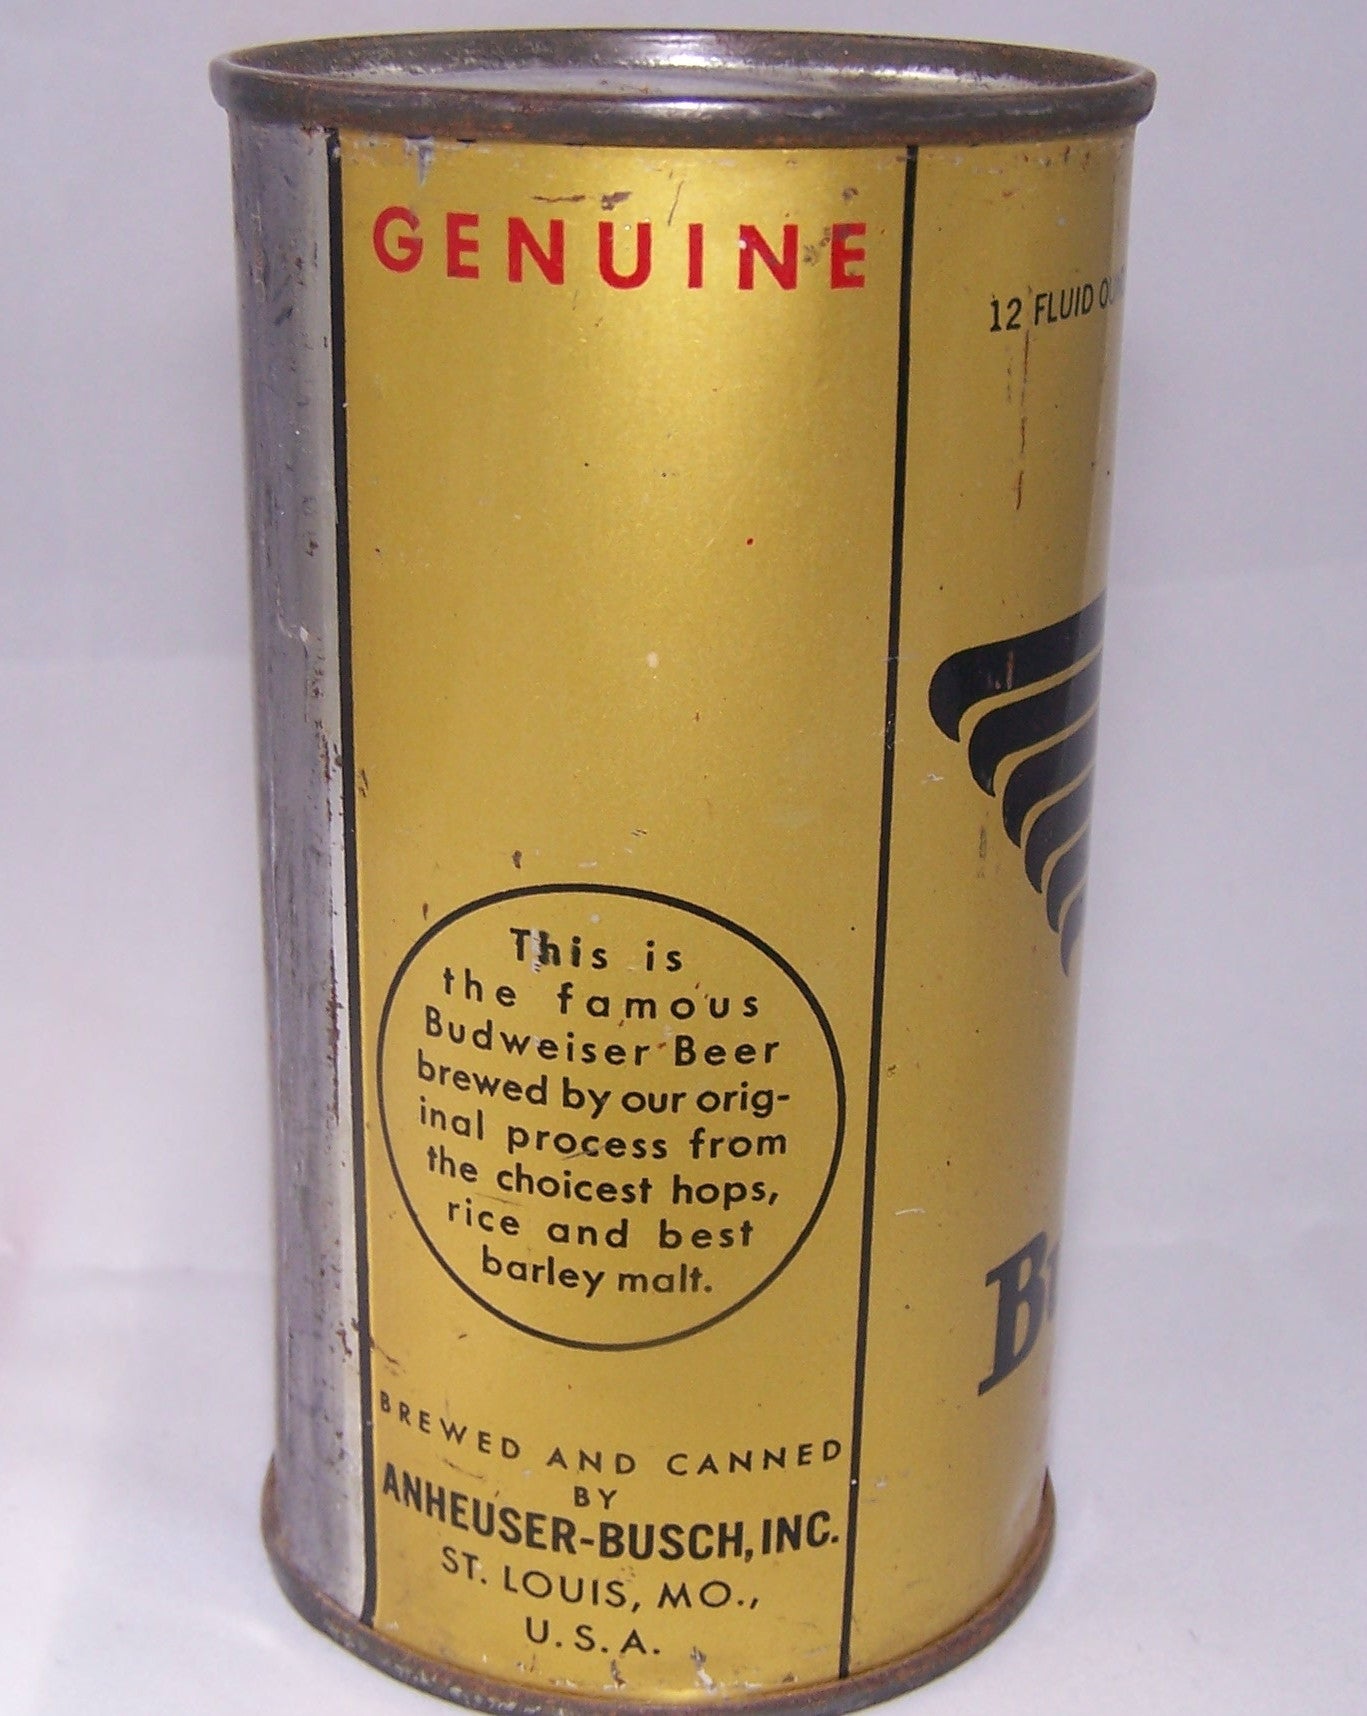 GENUINE
12 FLUID
This is
the famous
Budweiser Beer
brewed by our orig-
inal process from
the choicest hops,
rice and best
barley malt.
BREWED AND CANNED
BY
ANHEUSER-BUSCH, INC.
ST. LOUIS, MO.,
U.S.A.